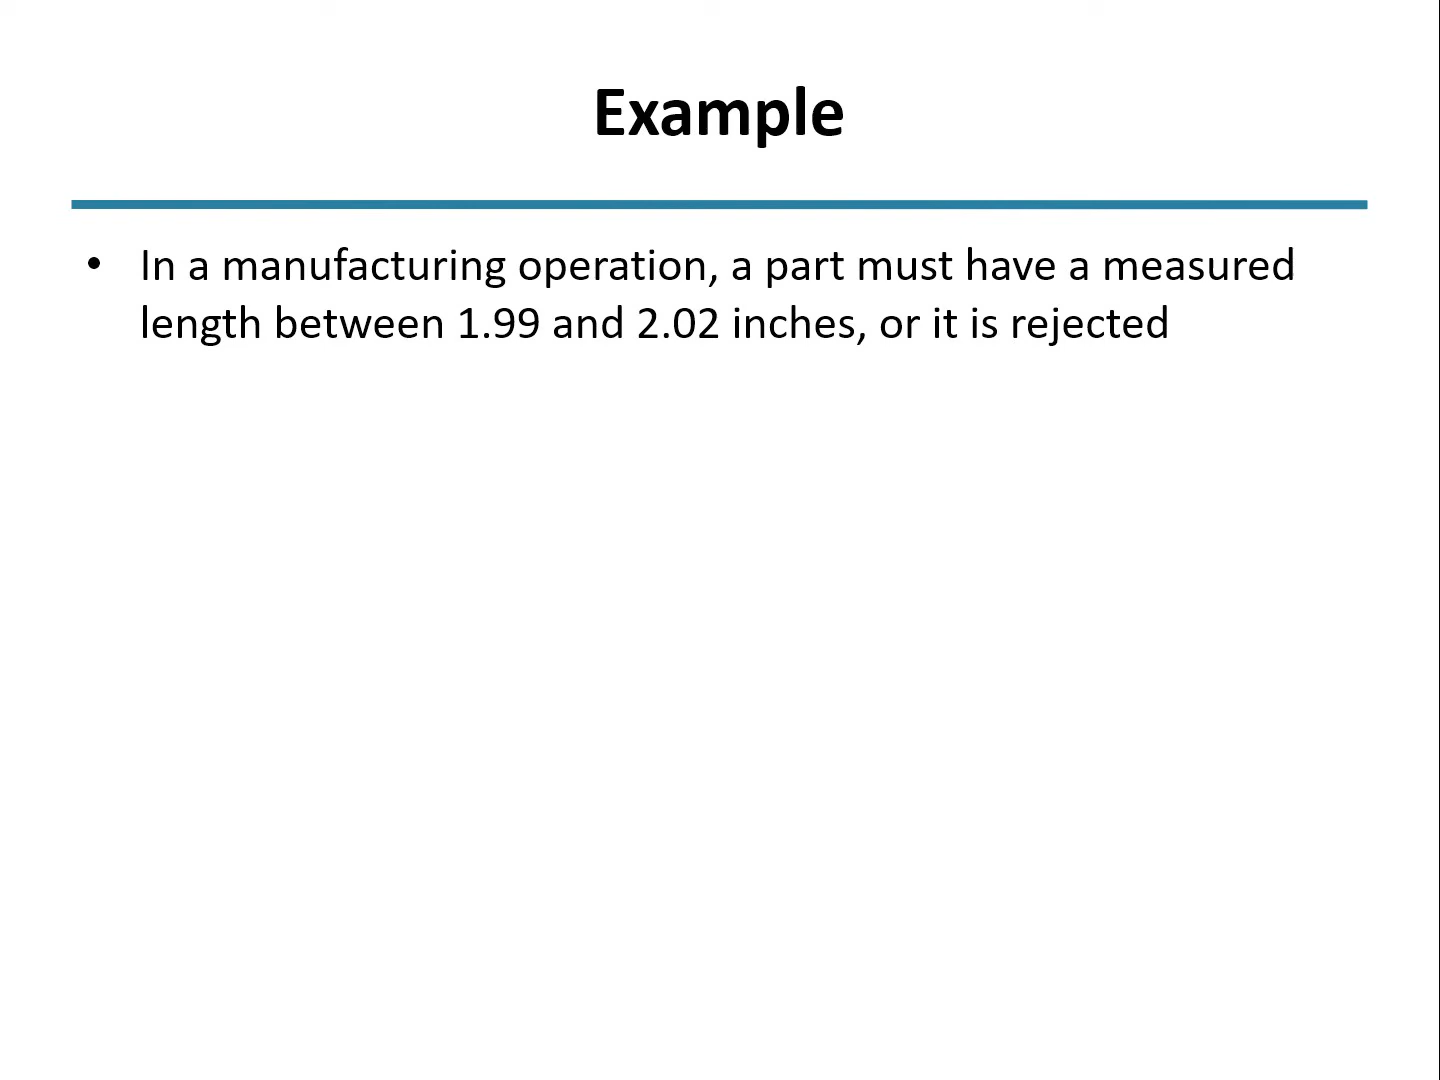 Example
• In a manufacturing operation, a part must have a measured
length between 1.99 and 2.02 inches, or it is rejected